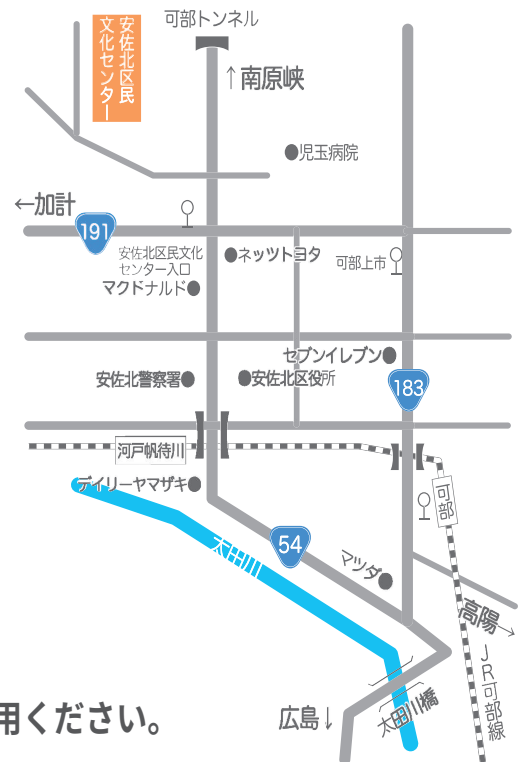 可部トンネル
安佐北区民
文化センター
↑南原峡
児玉病院
←加計
191
安佐北区民文化
センター入口
ネッツトヨタ
可部上市
マクドナルド
セブンイレブン
安佐北警察署
安佐北区役所
183
河戸帆待川
デイリーヤマザキ
可部
太田川
54
マツダ
高陽→
JR可部線
広島↓
太田川橋
用ください。